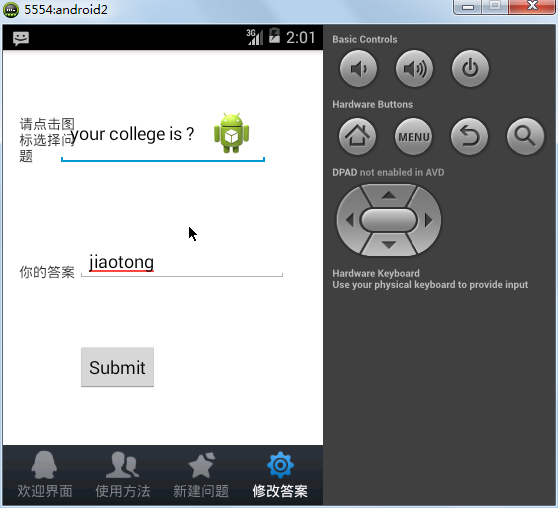 5554:android2
3G 2:01
请点击图
标选择问
题
your college is ?
你的答案 jiaotong
Submit
欢迎界面 使用方法 新建问题 修改答案
Basic Controls
Hardware Buttons
MENU
DPAD not enabled in AVD
Hardware Keyboard
Use your physical keyboard to provide input